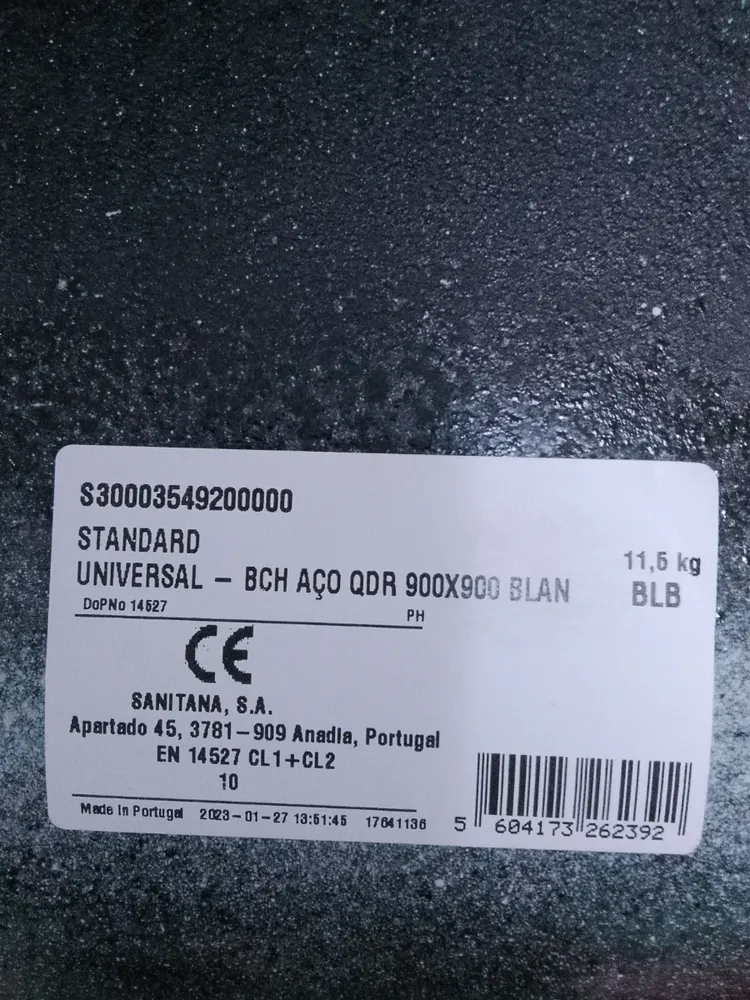 S30003549200000
STANDARD
UNIVERSAL – BCH AÇO QDR 900X900 BLAN
11,5 kg
BLB
DoPNo 14527
PH
CE
SANITANA, S.A.
Apartado 45, 3781–909 Anadia, Portugal
EN 14527 CL1+CL2
10
Made in Portugal 2023-01-27 13:51:45 17641136
5 604173 262392